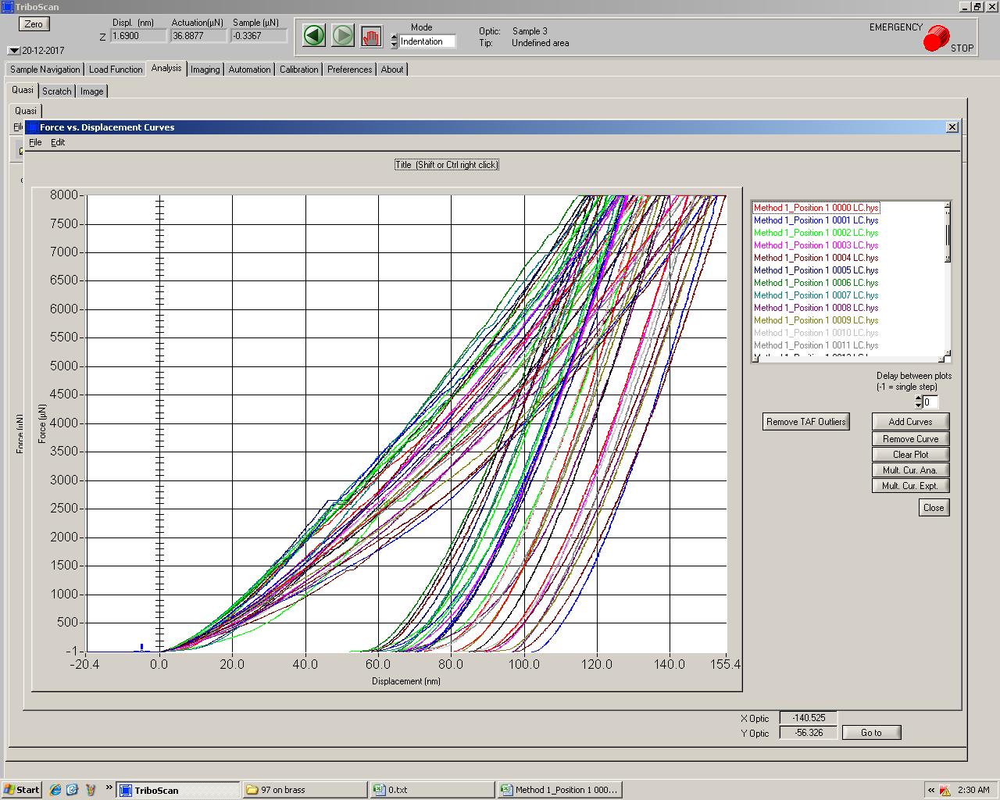 TriboScan
Zero
Displ. (nm) Actuation(µN) Sample (µN)
Z 1.6900 36.8877 -0.3367
20-12-2017
Mode
Indentation
Optic: Sample 3
Tip: Undefined area
EMERGENCY
STOP
Sample Navigation Load Function Analysis Imaging Automation Calibration Preferences About
Quasi Scratch Image
Quasi
Force vs. Displacement Curves
File Edit
Title (Shift or Ctrl right click)
8000
7500
7000
6500
6000
5500
5000
4500
4000
3500
3000
2500
2000
1500
1000
500
-1
-20.4 0.0 20.0 40.0 60.0 80.0 100.0 120.0 140.0 155.4
Displacement (nm)
Force (µN)
Force (µN)
Method 1_Position 1 0000 LC.hys
Method 1_Position 1 0001 LC.hys
Method 1_Position 1 0002 LC.hys
Method 1_Position 1 0003 LC.hys
Method 1_Position 1 0004 LC.hys
Method 1_Position 1 0005 LC.hys
Method 1_Position 1 0006 LC.hys
Method 1_Position 1 0007 LC.hys
Method 1_Position 1 0008 LC.hys
Method 1_Position 1 0009 LC.hys
Method 1_Position 1 0010 LC.hys
Method 1_Position 1 0011 LC.hys
Delay between plots
(-1 = single step)
0
Remove TAF Outliers
Add Curves
Remove Curve
Clear Plot
Mult. Cur. Ana.
Mult. Cur. Expt.
Close
X Optic -140.525
Y Optic -56.326
Go to
Start
TriboScan
97 on brass
0.txt
Method 1_Position 1 000...
2:30 AM